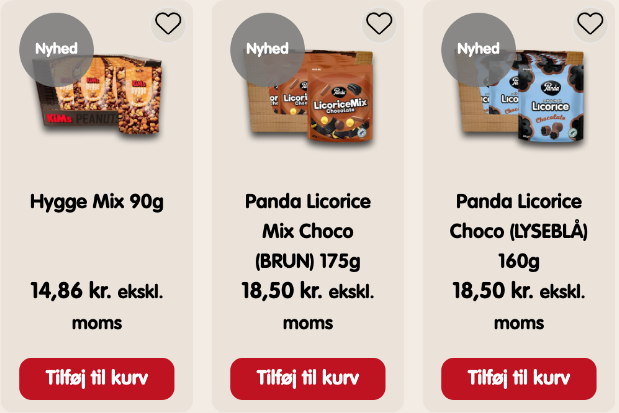 Nyhed
KiMs PEANUTS
Hygge Mix 90g
14,86 kr. ekskl.
moms
Tilføj til kurv
Nyhed
Panda
LicoriceMix
Chocolate
Panda Licorice
Mix Choco
(BRUN) 175g
18,50 kr. ekskl.
moms
Tilføj til kurv
Nyhed
Panda
Licorice
Chocolate
Panda Licorice
Choco (LYSEBLÅ)
160g
18,50 kr. ekskl.
moms
Tilføj til kurv